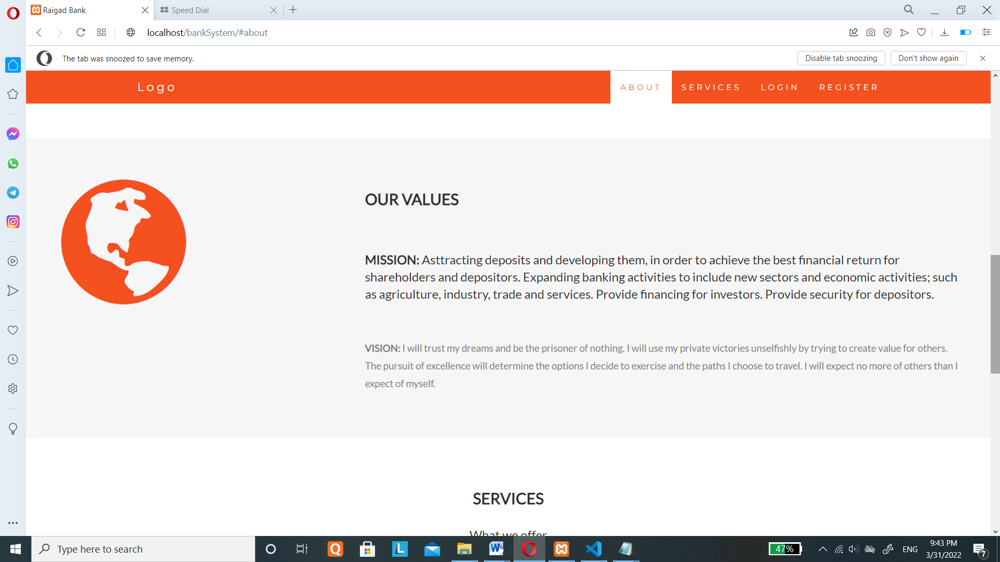 Raigad Bank
Speed Dial
localhost/bankSystem/#about
The tab was snoozed to save memory.
Disable tab snoozing
Don't show again
Logo
ABOUT
SERVICES
LOGIN
REGISTER
OUR VALUES
MISSION: Asttracting deposits and developing them, in order to achieve the best financial return for
shareholders and depositors. Expanding banking activities to include new sectors and economic activities; such
as agriculture, industry, trade and services. Provide financing for investors. Provide security for depositors.
VISION: I will trust my dreams and be the prisoner of nothing. I will use my private victories unselfishly by trying to create value for others.
The pursuit of excellence will determine the options I decide to exercise and the paths I choose to travel. I will expect no more of others than I
expect of myself.
SERVICES
What we offer
Type here to search
47%
ENG
9:43 PM
3/31/2022
7